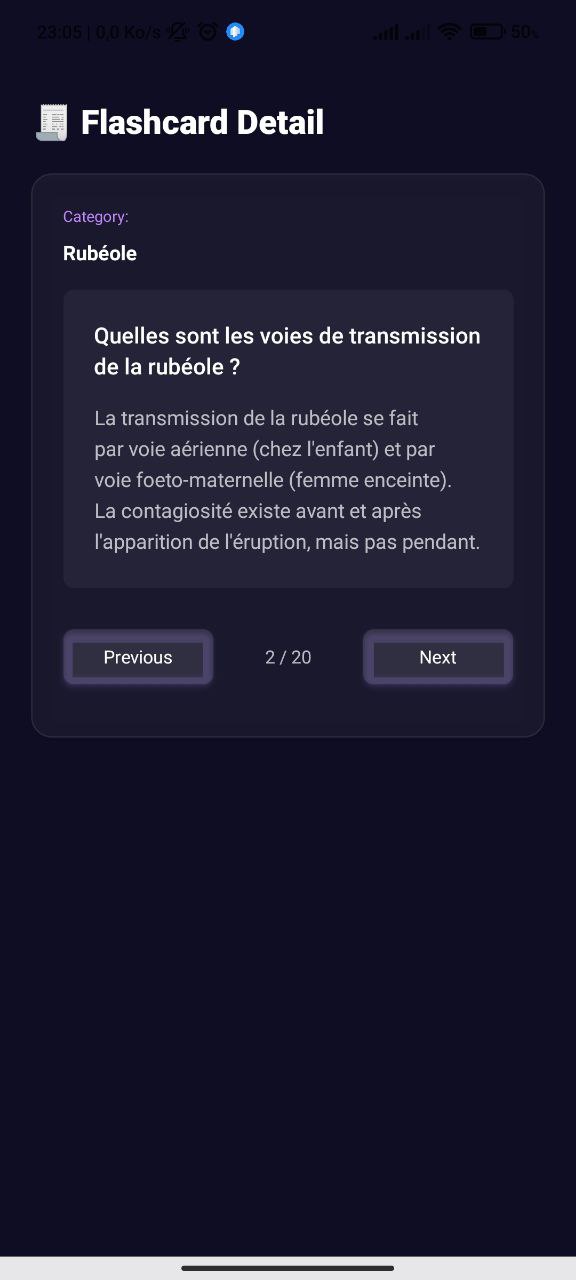 23:05 | 0,0 Ko/s
50%
Flashcard Detail
Category:
Rubéole
Quelles sont les voies de transmission
de la rubéole ?
La transmission de la rubéole se fait
par voie aérienne (chez l'enfant) et par
voie foeto-maternelle (femme enceinte).
La contagiosité existe avant et après
l'apparition de l'éruption, mais pas pendant.
Previous
2 / 20
Next